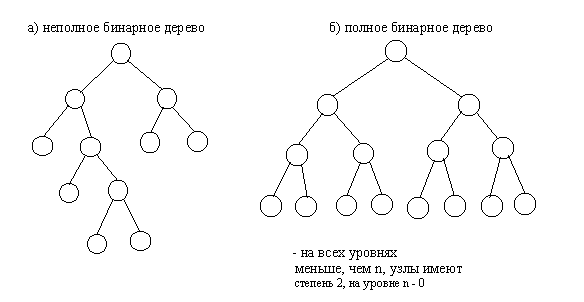 а) неполное бинарное дерево
б) полное бинарное дерево
- на всех уровнях
меньше, чем n, узлы имеют
степень 2, на уровне n - 0